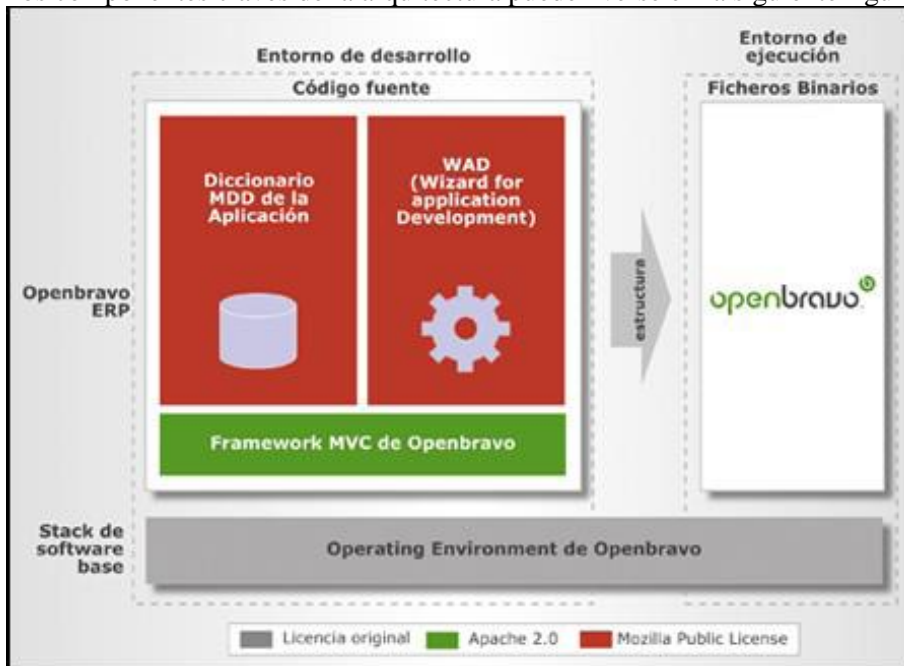 Entorno de desarrollo
Entorno de
ejecución
Código fuente
Ficheros Binarios
Diccionario
MDD de la
Aplicación
WAD
(Wizard for
application
Development)
Openbravo
ERP
estructura
openbravo
Framework MVC de Openbravo
Stack de
software
base
Operating Environment de Openbravo
Licencia original
Apache 2.0
Mozilla Public License